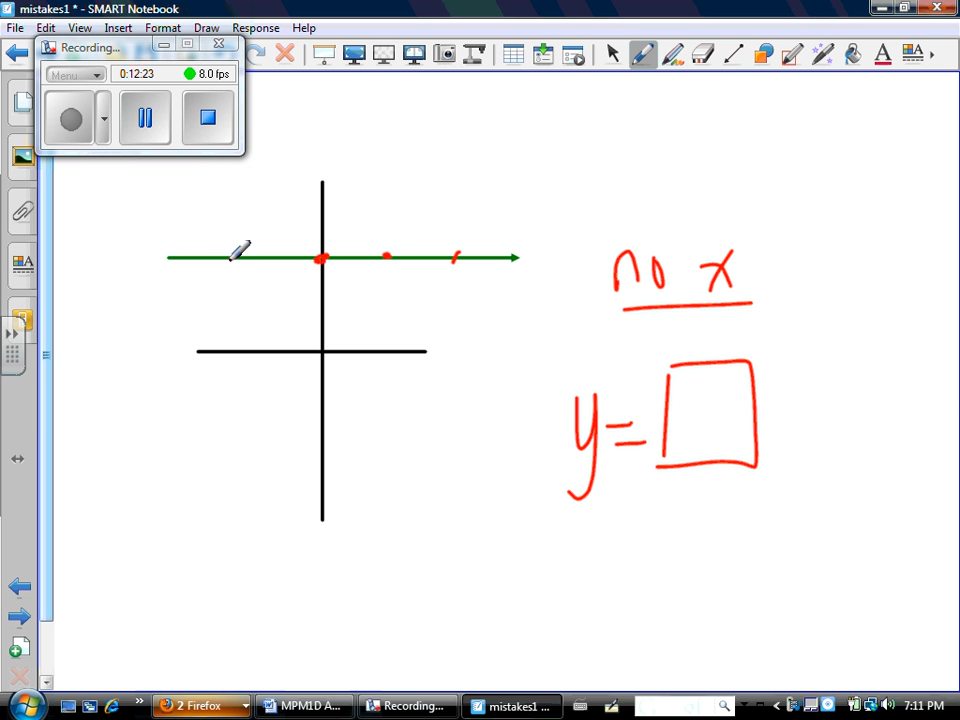 mistakes1 * - SMART Notebook
File Edit View Insert Format Draw Response Help
Recording...
Menu 0:12:23 8.0 fps
no x
y=
2 Firefox MPM1D A... Recording... mistakes1 ... 7:11 PM